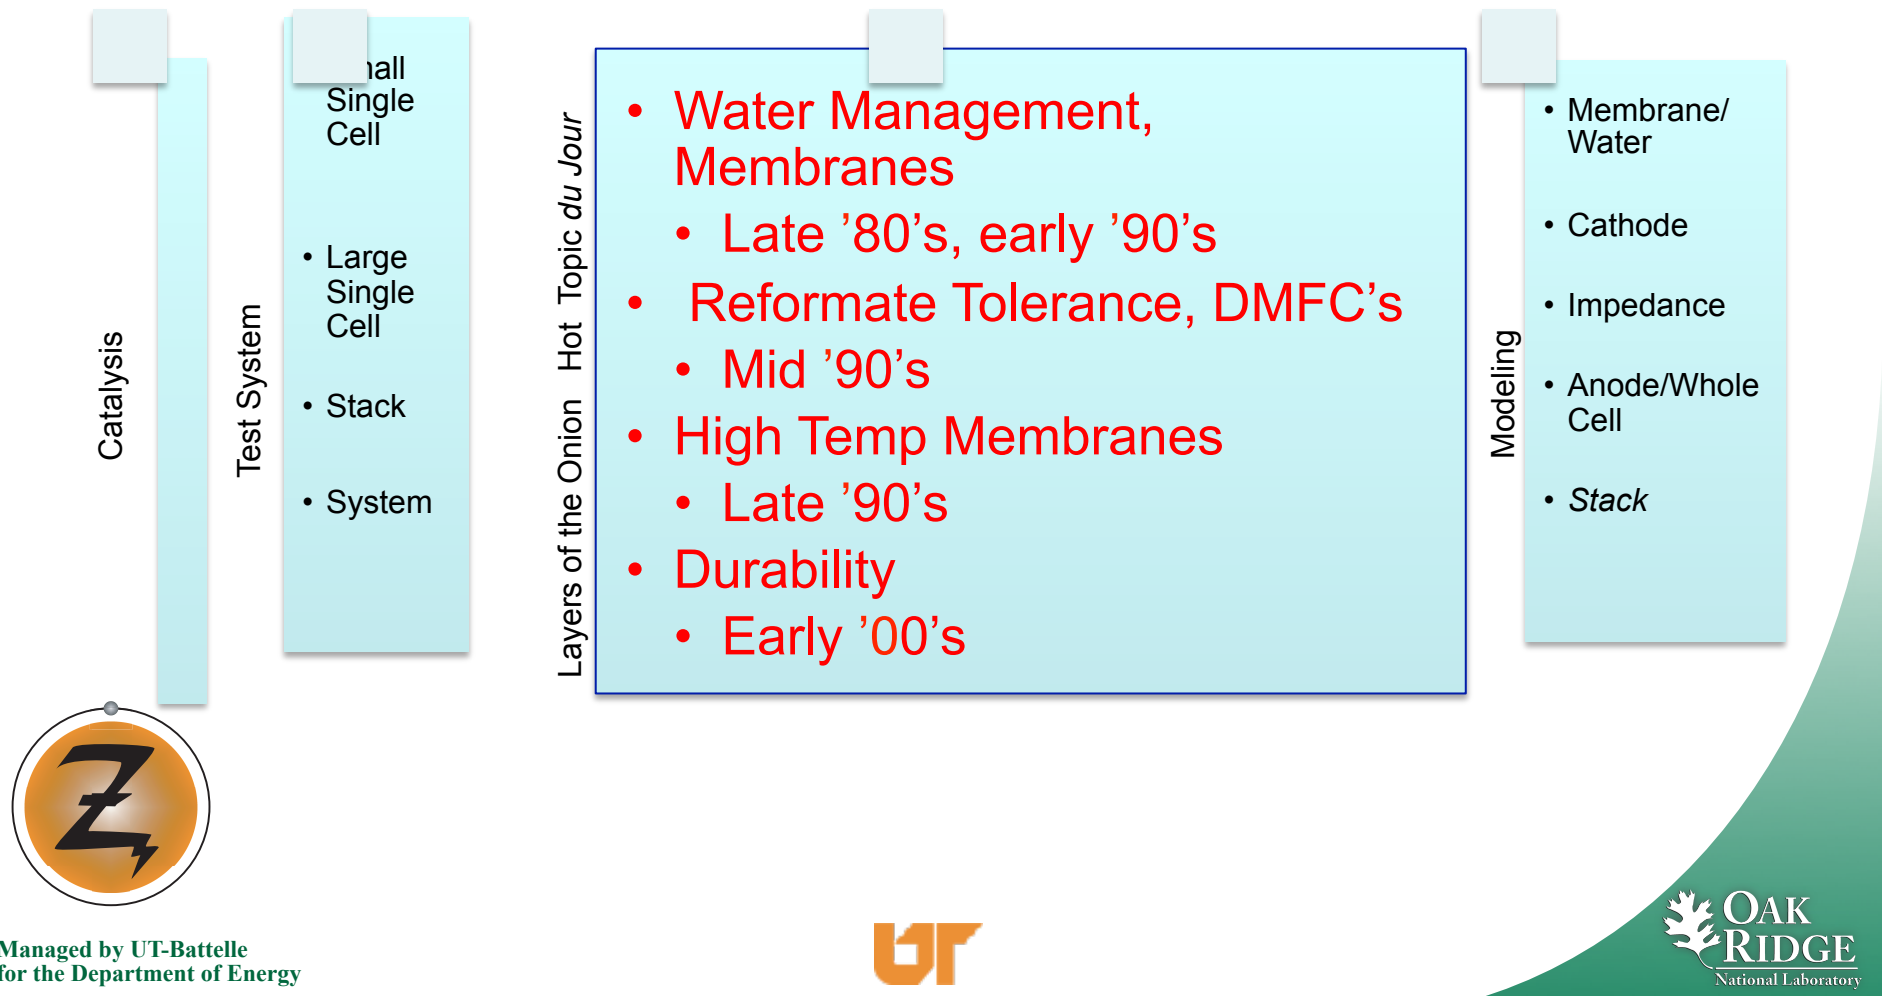 Catalysis
Test System
Single
Cell
• Large
Single
Cell
• Stack
• System
Layers of the Onion Hot Topic du Jour
• Water Management,
Membranes
• Late ’80’s, early ’90’s
• Reformate Tolerance, DMFC’s
• Mid ’90’s
• High Temp Membranes
• Late ’90’s
• Durability
• Early ’00’s
Modeling
• Membrane/
Water
• Cathode
• Impedance
• Anode/Whole
Cell
• Stack
Managed by UT-Battelle
for the Department of Energy
UT
OAK
RIDGE
National Laboratory